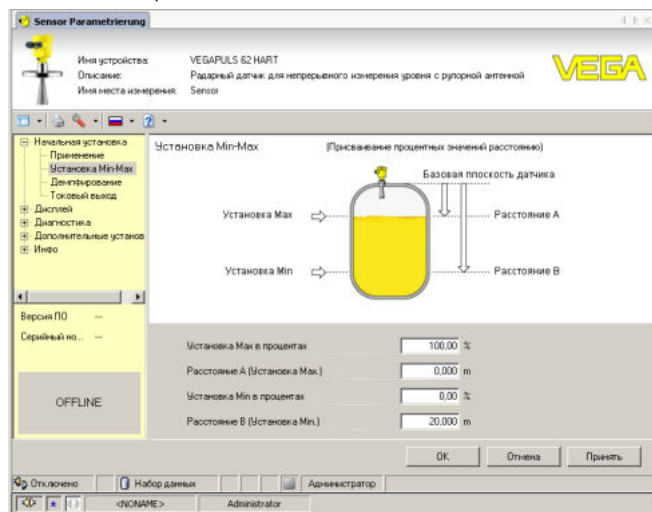 Sensor Parametrierung
Имя устройства: VEGAPULS 62 HART
Описание: Радарный датчик для непрерывного измерения уровня с рупорной антенной
Имя места измерения: Sensor
VEGA
Начальная установка
Применение
Установка Min-Max
Демпфирование
Токовый выход
Дисплей
Диагностика
Дополнительные установ
Инфо
Версия ПО ---
Серийный но... ---
OFFLINE
Установка Min-Max (Присваивание процентных значений расстоянию)
Базовая плоскость датчика
Установка Max Расстояние A
Установка Min Расстояние B
Установка Max в процентах 100,00 %
Расстояние A (Установка Max.) 0,000 m
Установка Min в процентах 0,00 %
Расстояние B (Установка Min.) 20,000 m
OK Отмена Принять
Отключено Набор данных Администратор
<NONAME> Administrator